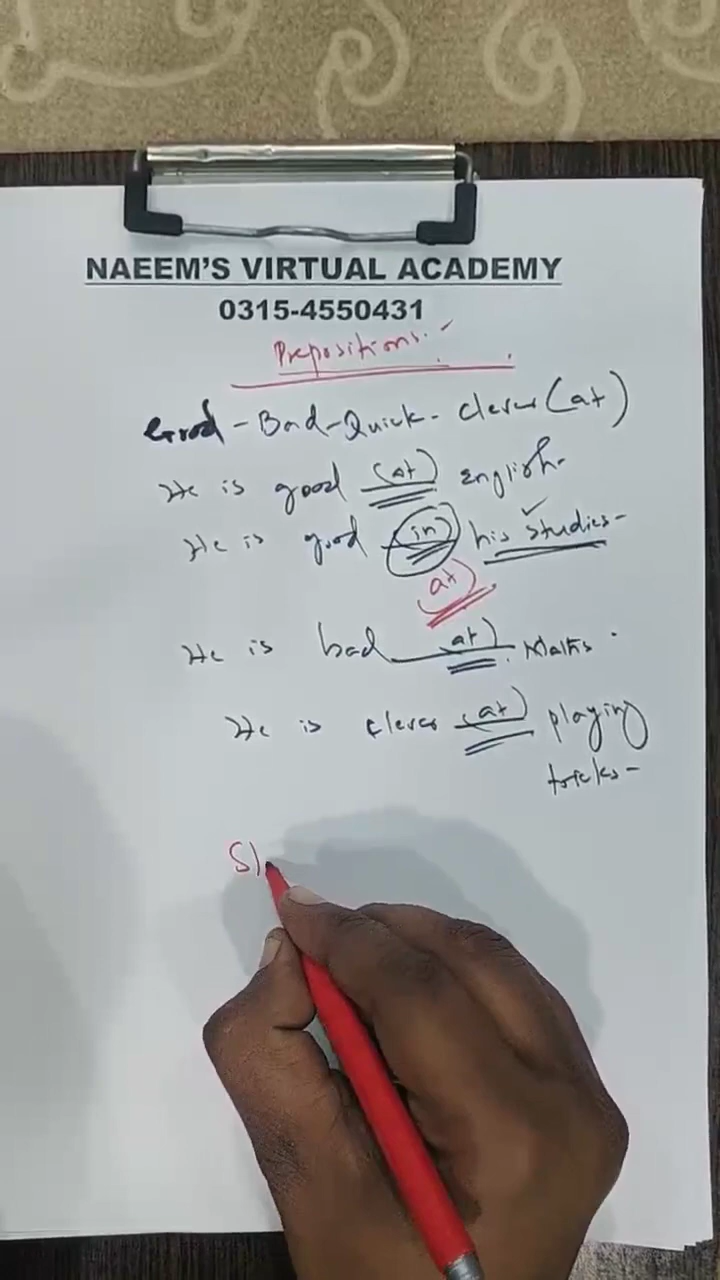 NAEEM'S VIRTUAL ACADEMY
0315-4550431
Prepositions.
Good - Bad - Quick - Clever (at)
He is good (at) English.
He is good (in) his studies -
(at)
He is bad at) Maths.
He is clever (at) playing
tricks -
Sl